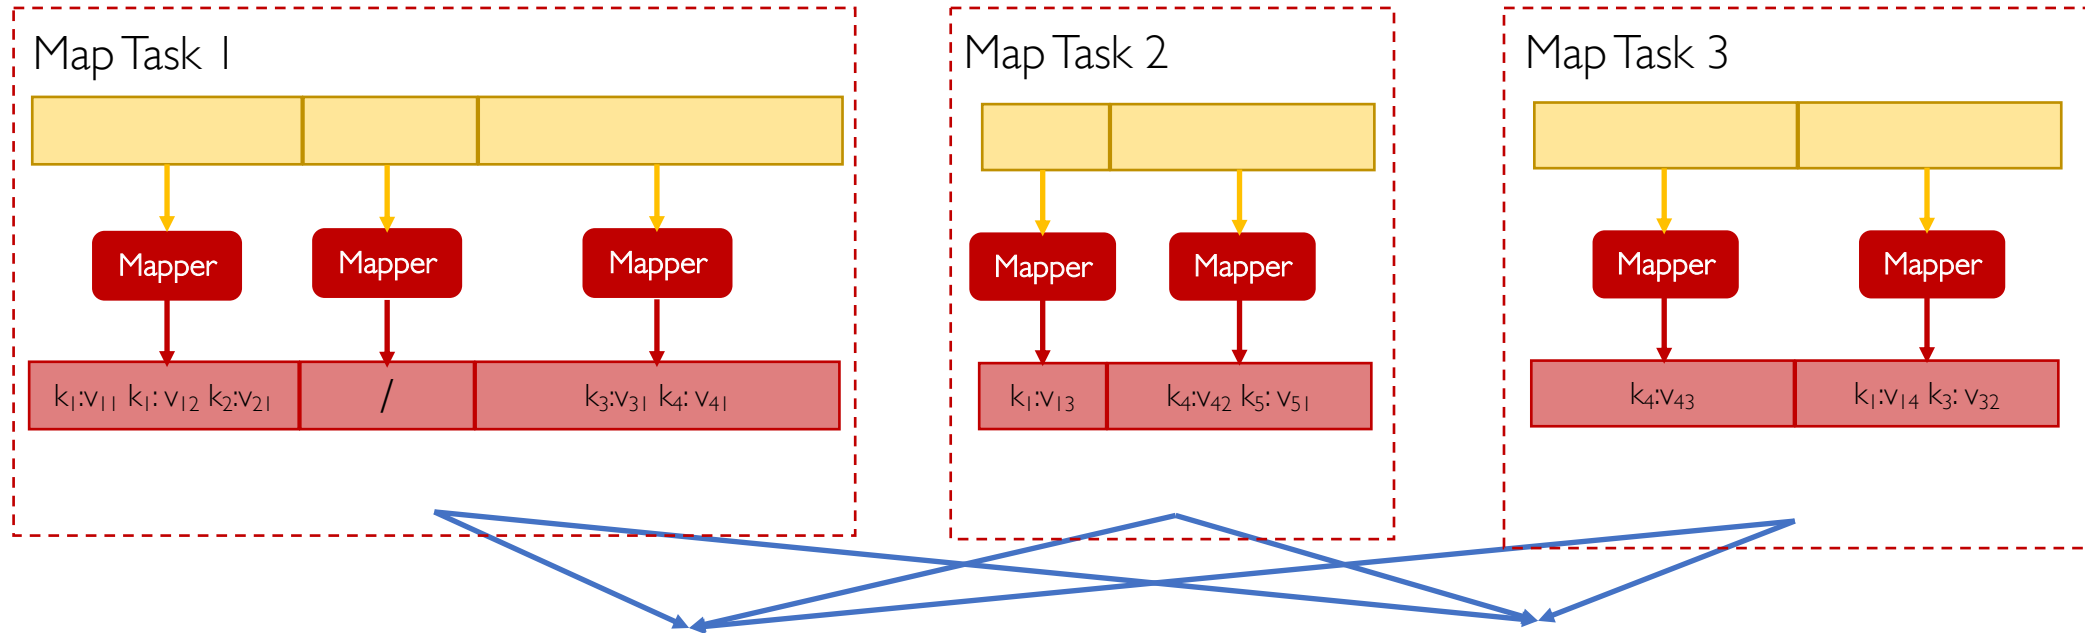 Map Task 1
Map Task 2
Map Task 3
Mapper
Mapper
Mapper
Mapper
Mapper
Mapper
Mapper
k₁:v₁₁ k₁: v₁₂ k₂:v₂₁
/
k₃:v₃₁ k₄: v₄₁
k₁:v₁₃
k₄:v₄₂ k₅: v₅₁
k₄:v₄₃
k₁:v₁₄ k₃: v₃₂